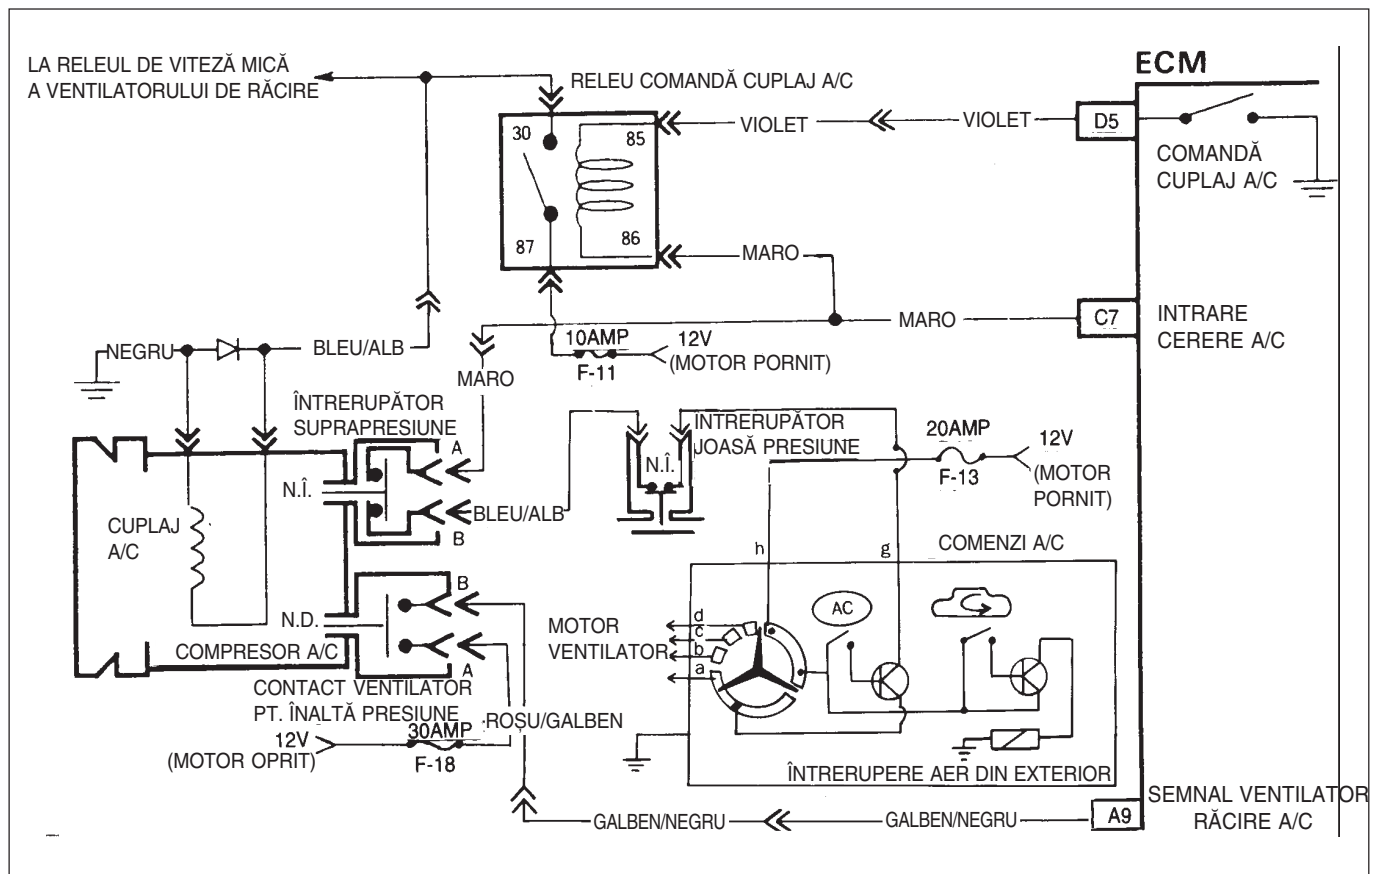 LA RELEUL DE VITEZĂ MICĂ
A VENTILATORULUI DE RĂCIRE
RELEU COMANDĂ CUPLAJ A/C
ECM
30
85
VIOLET
VIOLET
D5
COMANDĂ
CUPLAJ A/C
87
86
MARO
MARO
C7
INTRARE
CERERE A/C
NEGRU
BLEU/ALB
10AMP
12V
(MOTOR PORNIT)
F-11
MARO
ÎNTRERUPĂTOR
SUPRAPRESIUNE
A
N.Î.
B
BLEU/ALB
ÎNTRERUPĂTOR
JOASĂ PRESIUNE
N.Î.
20AMP
12V
F-13
(MOTOR
PORNIT)
CUPLAJ
A/C
COMENZI A/C
h
g
B
N.D.
A
COMPRESOR A/C
MOTOR
VENTILATOR
d
c
b
a
AC
CONTACT VENTILATOR
PT. ÎNALTĂ PRESIUNE
ROȘU/GALBEN
30AMP
12V
(MOTOR OPRIT)
F-18
ÎNTRERUPERE AER DIN EXTERIOR
GALBEN/NEGRU
GALBEN/NEGRU
A9
SEMNAL VENTILATOR
RĂCIRE A/C